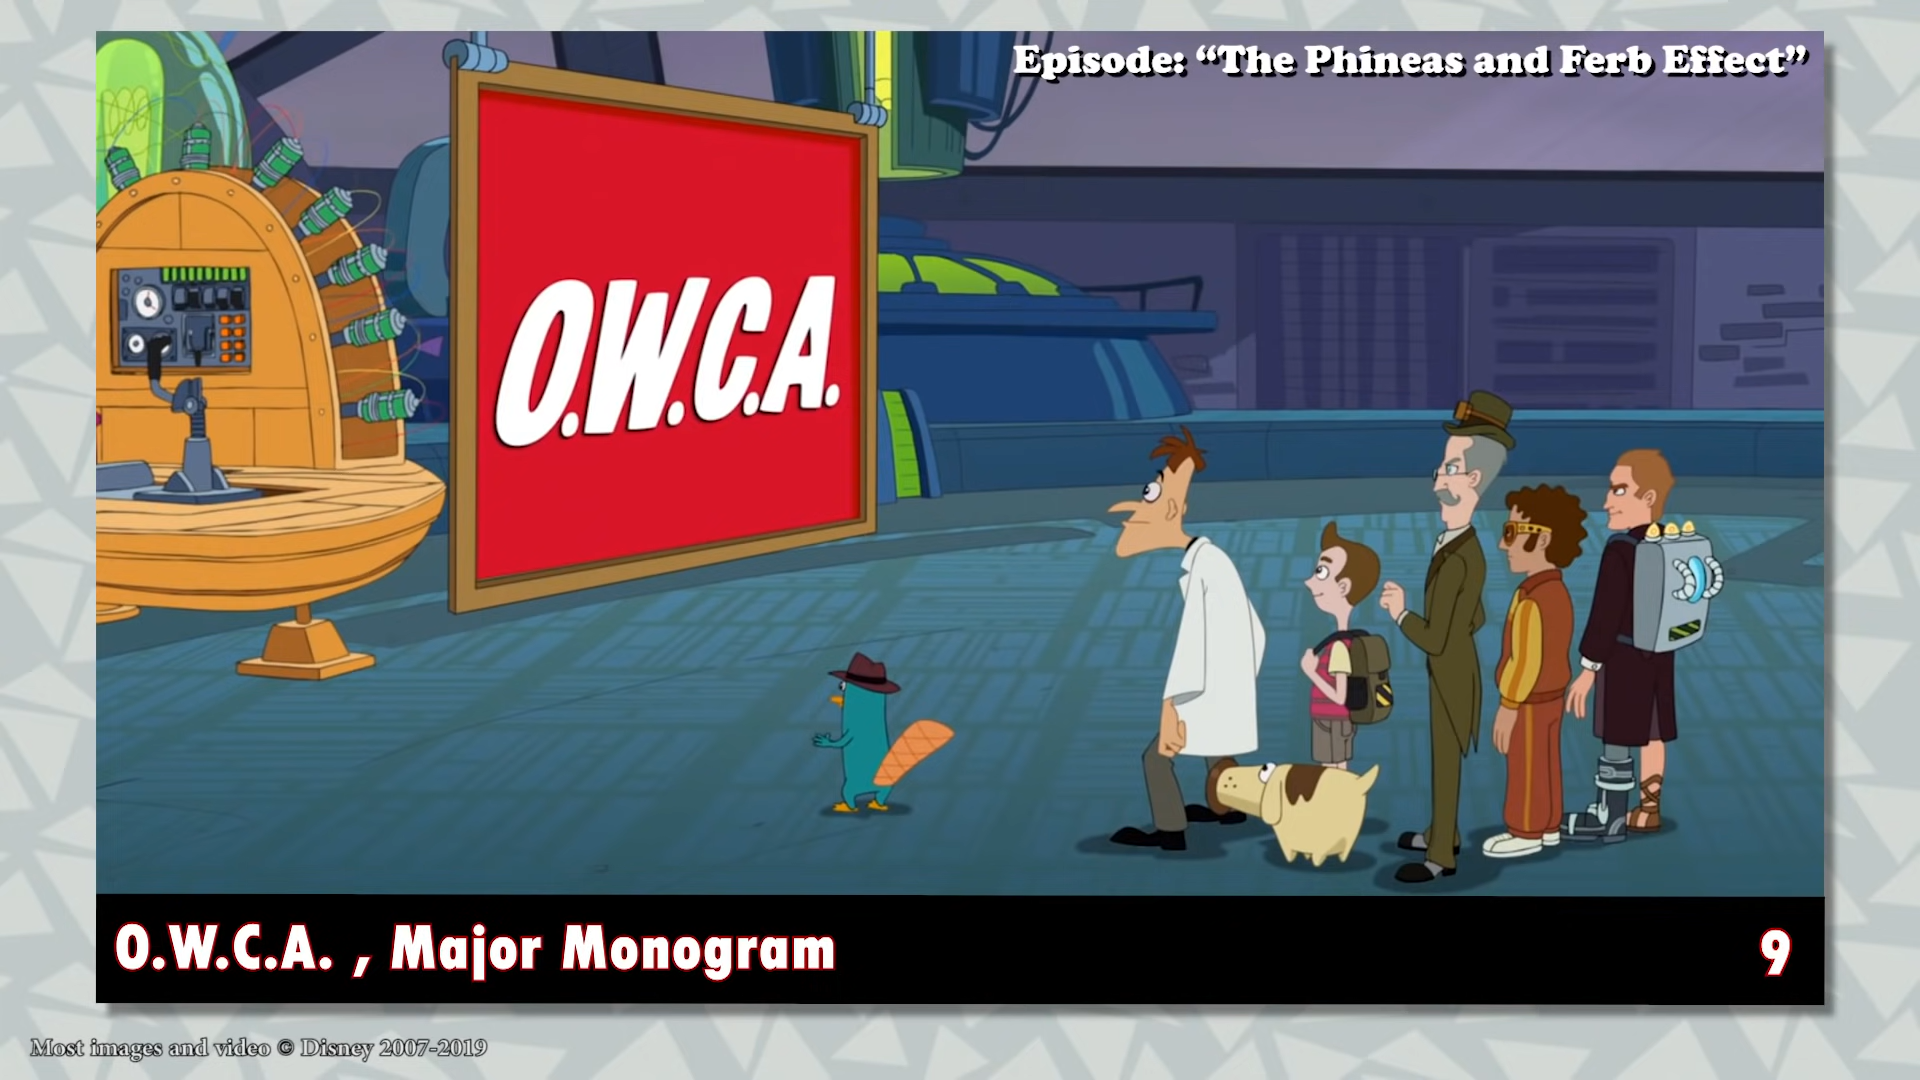 Episode: “The Phineas and Ferb Effect”
O.W.C.A.
O.W.C.A. , Major Monogram
9
Most images and video © Disney 2007-2019